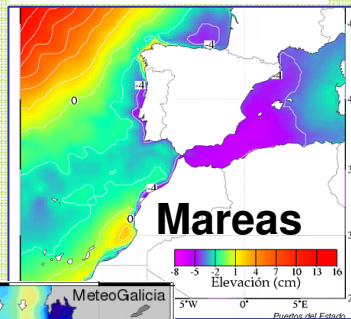 -4
-4
-4
0
-4
0
Mareas
-8 -5 -2 1 4 7 10 13 16
Elevación (cm)
MeteoGalicia
5°W 0° 5°E
Puertos del Estado